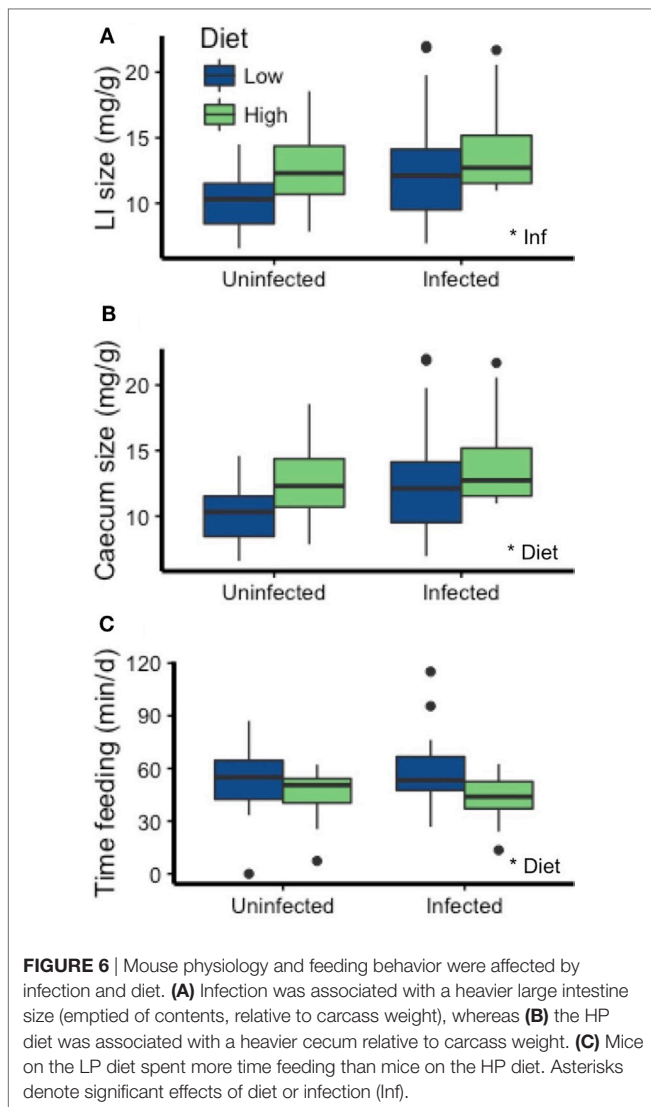 A
Diet
Low
High
LI size (mg/g)
20
15
10
* Inf
Uninfected Infected
B
Caecum size (mg/g)
20
15
10
* Diet
Uninfected Infected
C
Time feeding (min/d)
120
90
60
30
0
* Diet
Uninfected Infected
FIGURE 6 | Mouse physiology and feeding behavior were affected by
infection and diet. (A) Infection was associated with a heavier large intestine
size (emptied of contents, relative to carcass weight), whereas (B) the HP
diet was associated with a heavier cecum relative to carcass weight. (C) Mice
on the LP diet spent more time feeding than mice on the HP diet. Asterisks
denote significant effects of diet or infection (Inf).